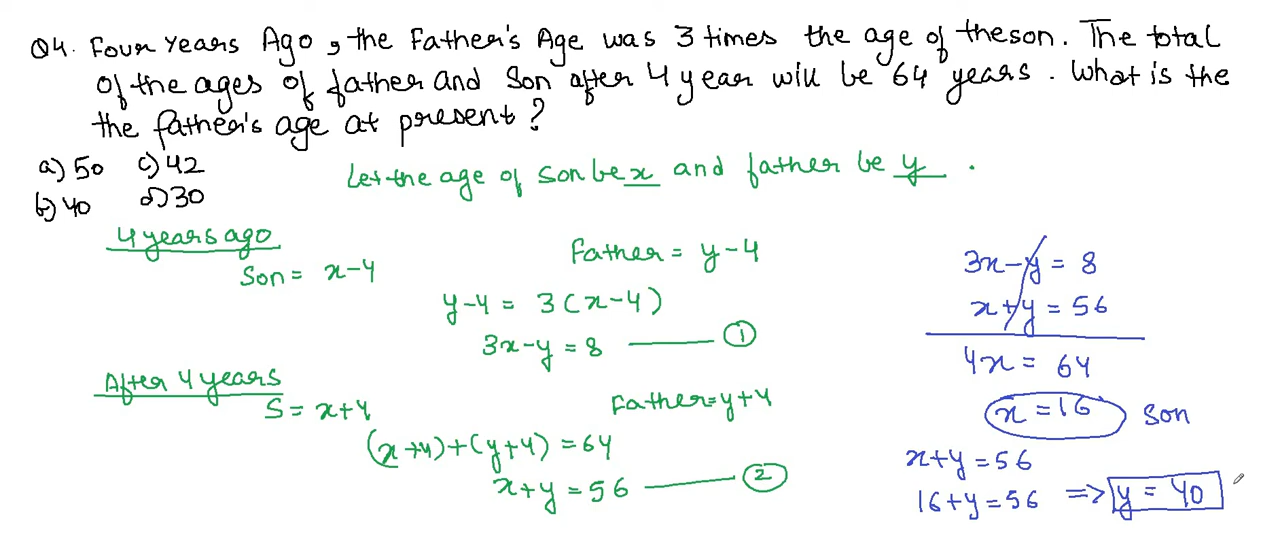 Q4. Four Years Ago, the Father's Age was 3 times the age of the son. The total
of the ages of father and Son after 4 year will be 64 years. What is the
the father's age at present?
a) 50 c) 42
b) 40 d) 30
Let the age of son be x and father be y.
4 years ago
Son = x-4
Father = y-4
y-4 = 3(x-4)
3x-y = 8 —— ①
After 4 years
S = x+4
Father = y+4
(x+4)+(y+4) = 64
x+y = 56 —— ②
3x-y = 8
x+y = 56
4x = 64
x = 16 Son
x+y = 56
16+y = 56 => y = 40